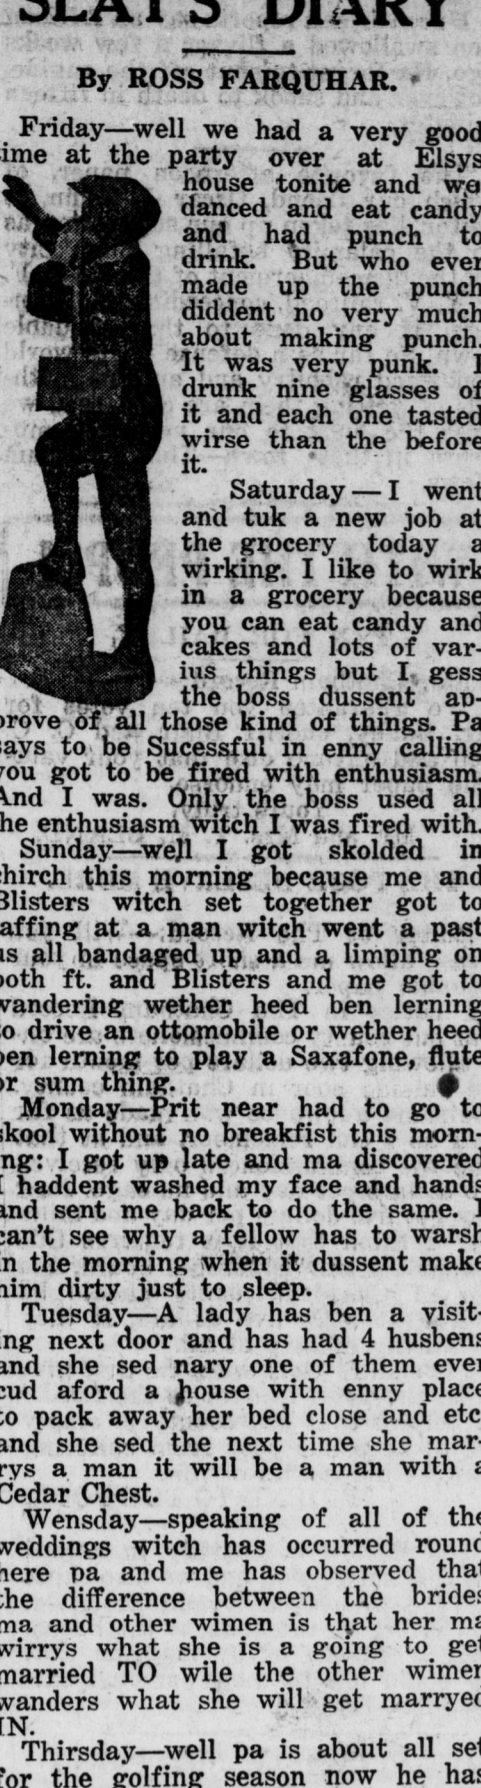 SLAT'S DIARY
By ROSS FARQUHAR.
Friday—well we had a very good
ime at the party over at Elsys
house tonite and we
danced and eat candy
and had punch to
drink. But who ever
made up the punch
diddent no very much
about making punch.
It was very punk. I
drunk nine glasses of
it and each one tasted
wirse than the before
it.
Saturday — I went
and tuk a new job at
the grocery today a
wirking. I like to wirk
in a grocery because
you can eat candy and
cakes and lots of var-
ius things but I gess
the boss dussent ap-
prove of all those kind of things. Pa
says to be Sucessful in enny calling
you got to be fired with enthusiasm.
And I was. Only the boss used all
the enthusiasm witch I was fired with.
Sunday—well I got skolded in
chirch this morning because me and
Blisters witch set together got to
laffing at a man witch went a past
us all bandaged up and a limping on
both ft. and Blisters and me got to
wandering wether heed ben lerning
to drive an ottomobile or wether heed
ben lerning to play a Saxafone, flute
or sum thing.
Monday—Prit near had to go to
skool without no breakfist this morn-
ing: I got up late and ma discovered
I haddent washed my face and hands
and sent me back to do the same. I
can't see why a fellow has to warsh
in the morning when it dussent make
him dirty just to sleep.
Tuesday—A lady has ben a visit-
ing next door and has had 4 husbens
and she sed nary one of them ever
cud aford a house with enny place
to pack away her bed close and etc
and she sed the next time she mar-
rys a man it will be a man with a
Cedar Chest.
Wensday—speaking of all of the
weddings witch has occurred round
here pa and me has observed that
the difference between the brides
ma and other wimen is that her ma
wirrys what she is a going to get
married TO wile the other wimen
wanders what she will get marryed
IN.
Thirsday—well pa is about all set
for the golfing season now he has